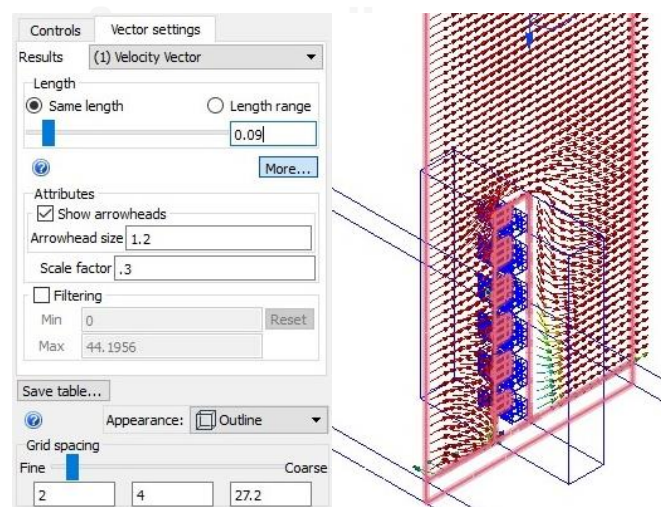 Controls Vector settings
Results (1) Velocity Vector
Length
Same length Length range
0.09
More...
Attributes
Show arrowheads
Arrowhead size 1.2
Scale factor .3
Filtering
Min 0 Reset
Max 44.1956
Save table...
Appearance: Outline
Grid spacing
Fine Coarse
2 4 27.2